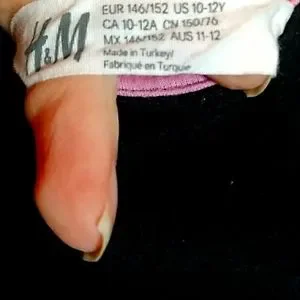 H&M
EUR 146/152 US 10-12Y
CA 10-12A CN 150/76
MX 146/152 AUS 11-12
Made in Turkey/
Fabriqué en Turquie